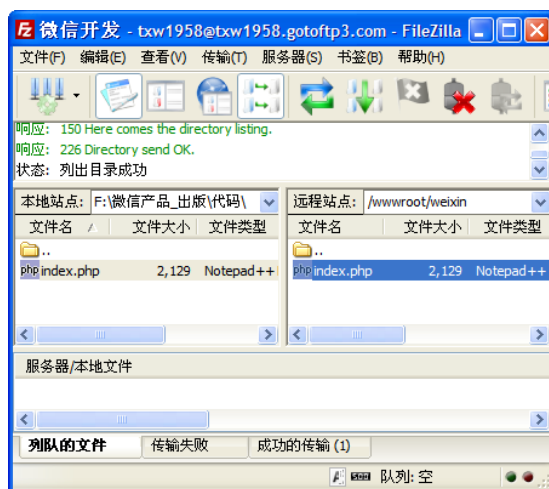 微信开发 - txw1958@txw1958.gotoftp3.com - FileZilla
文件(F) 编辑(E) 查看(V) 传输(T) 服务器(S) 书签(B) 帮助(H)
响应: 150 Here comes the directory listing.
响应: 226 Directory send OK.
状态: 列出目录成功
本地站点: F:\微信产品_出版\代码\ 远程站点: /wwwroot/weixin
文件名 文件大小 文件类型 文件名 文件大小 文件类型
.. ..
php index.php 2,129 Notepad++ php index.php 2,129 Notepad++
服务器/本地文件
列队的文件 传输失败 成功的传输 (1)
队列: 空